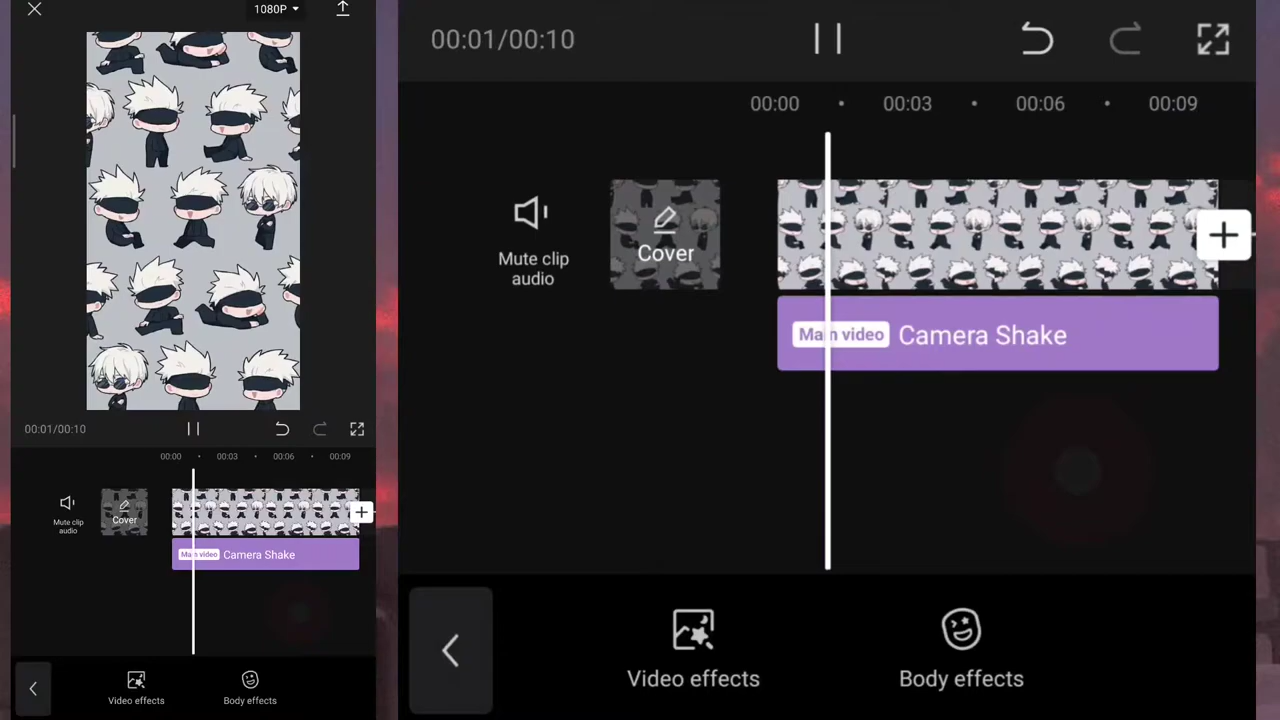 1080P
00:01/00:10
00:00
00:03
00:06
00:09
Mute clip
audio
Cover
Main video
Camera Shake
Video effects
Body effects
00:01/00:10
00:00
00:03
00:06
00:09
Mute clip
audio
Cover
Main video
Camera Shake
Video effects
Body effects